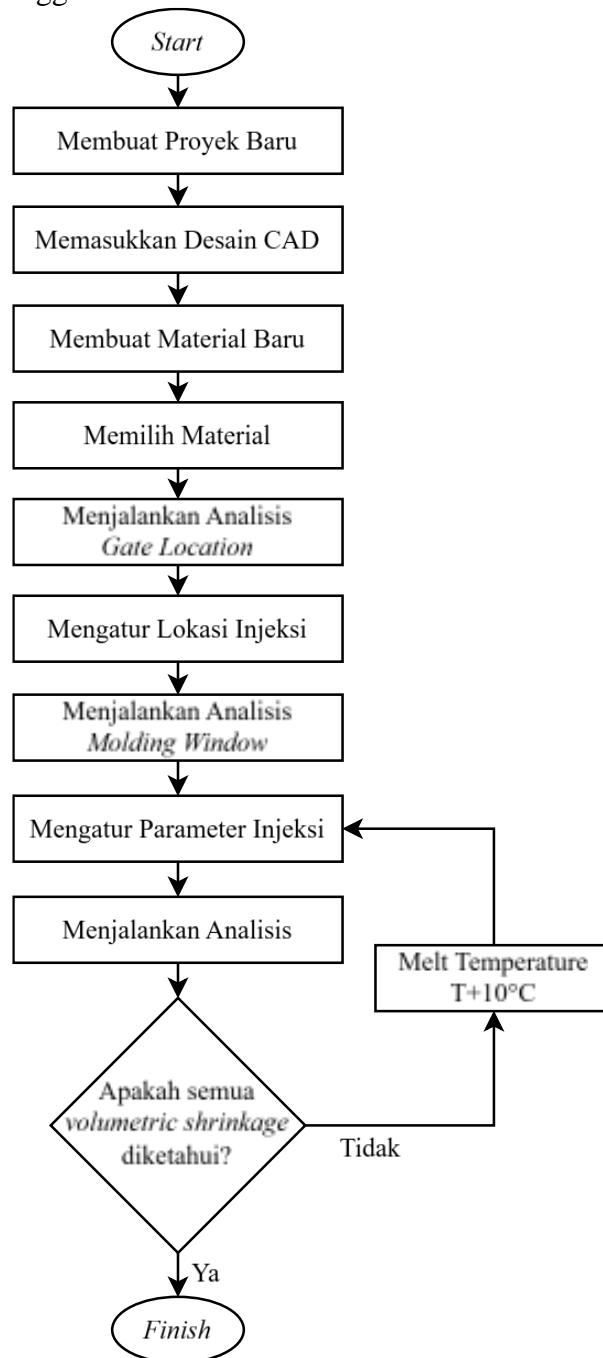 Start
Membuat Proyek Baru
Memasukkan Desain CAD
Membuat Material Baru
Memilih Material
Menjalankan Analisis
Gate Location
Mengatur Lokasi Injeksi
Menjalankan Analisis
Molding Window
Mengatur Parameter Injeksi
Menjalankan Analisis
Melt Temperature
T+10°C
Apakah semua
volumetric shrinkage
diketahui?
Tidak
Ya
Finish